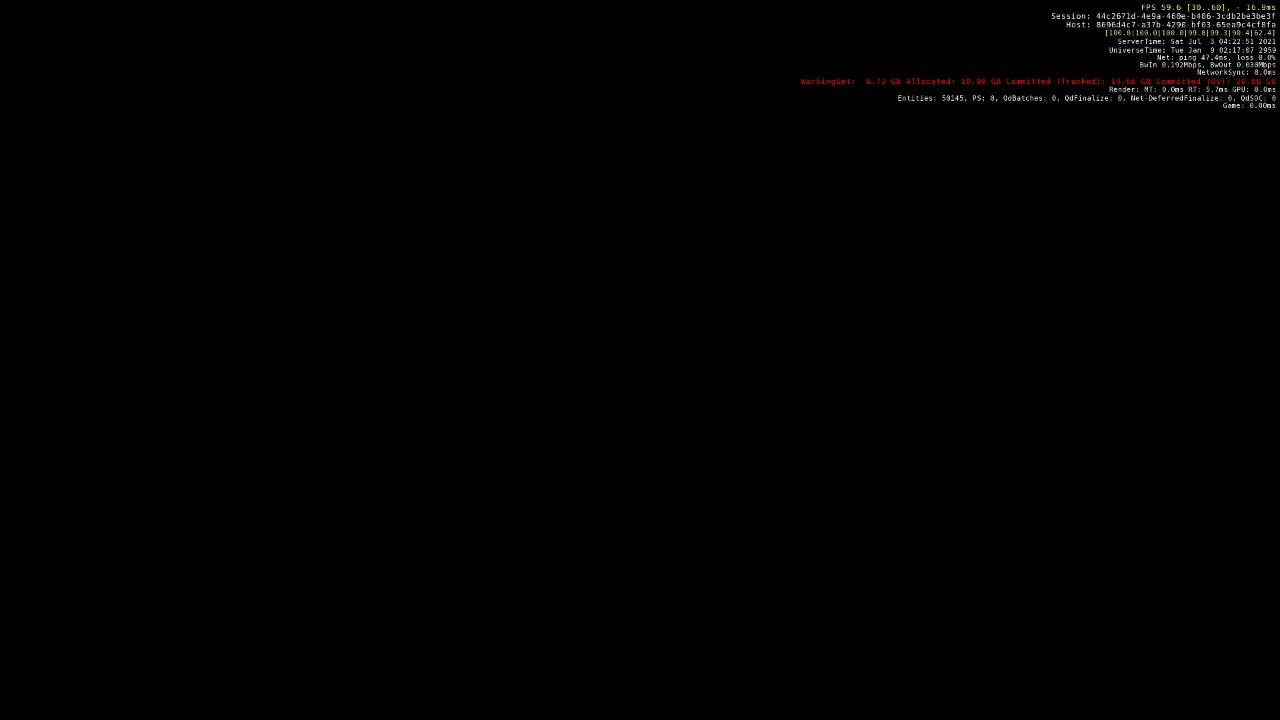 FPS 59.6 [30..60], - 16.9ms
Session: 44c2671d-4e9a-460e-b406-3cdb2be3be3f
Host: 8696d4c7-a37b-4290-bf03-65ea9c4cf8fa
[100.0|100.0|100.0|99.8|99.3|90.4|62.4]
ServerTime: Sat Jul 3 04:22:51 2021
UniverseTime: Tue Jan 9 02:17:07 2959
Net: ping 47.4ms, loss 0.0%
BwIn 0.192Mbps, BwOut 0.030Mbps
NetworkSync: 0.0ms
WorkingSet: 6.72 GB Allocated: 10.90 GB Committed (Tracked): 14.66 GB Committed (OS): 20.06 GB
Render: MT: 0.0ms RT: 5.7ms GPU: 0.0ms
Entities: 50145, PS: 0, QdBatches: 0, QdFinalize: 0, Net-DeferredFinalize: 0, QdSOC: 0
Game: 0.00ms